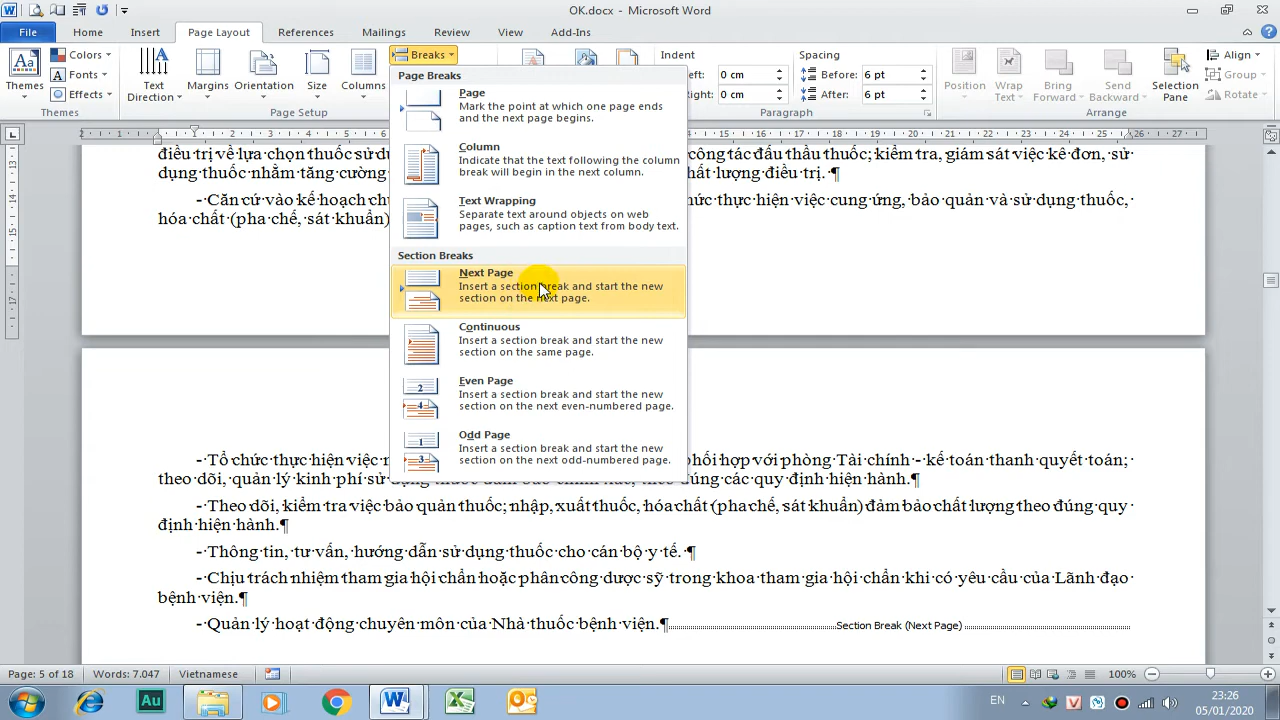 OK.docx - Microsoft Word
File Home Insert Page Layout References Mailings Review View Add-Ins
Themes Colors Fonts Effects Text Direction Margins Orientation Size Columns Breaks
Indent Spacing
Left: 0 cm Before: 6 pt
Right: 0 cm After: 6 pt
Position Wrap Text Bring Forward Send Backward Selection Pane Align Group Rotate
Themes Page Setup Paragraph Arrange
Page Breaks
Page
Mark the point at which one page ends
and the next page begins.
Column
Indicate that the text following the column
break will begin in the next column.
Text Wrapping
Separate text around objects on web
pages, such as caption text from body text.
Section Breaks
Next Page
Insert a section break and start the new
section on the next page.
Continuous
Insert a section break and start the new
section on the same page.
Even Page
Insert a section break and start the new
section on the next even-numbered page.
Odd Page
Insert a section break and start the new
section on the next odd-numbered page.
điều trị về lựa chọn thuốc sử công tác đấu thầu thuốc; kiểm tra, giám sát việc kê đơn, sử
dụng thuốc nhằm tăng cường lượng điều trị. ¶
- Căn cứ vào kế hoạch thực hiện việc cung ứng, bảo quản và sử dụng thuốc,
hóa chất (pha chế, sát khuẩn)
- Tổ chức thực hiện việc phối hợp với phòng Tài chính - kế toán thanh quyết toán;
theo dõi, quản lý kinh phí sử các quy định hiện hành.¶
- Theo dõi, kiểm tra việc bảo quản thuốc; nhập, xuất thuốc, hóa chất (pha chế, sát khuẩn) đảm bảo chất lượng theo đúng quy
định hiện hành.¶
- Thông tin, tư vấn, hướng dẫn sử dụng thuốc cho cán bộ y tế. ¶
- Chịu trách nhiệm tham gia hội chẩn hoặc phân công dược sỹ trong khoa tham gia hội chẩn khi có yêu cầu của Lãnh đạo
bệnh viện.¶
- Quản lý hoạt động chuyên môn của Nhà thuốc bệnh viện.¶ Section Break (Next Page)
Page: 5 of 18 Words: 7.047 Vietnamese 100%
EN 23:26
05/01/2020